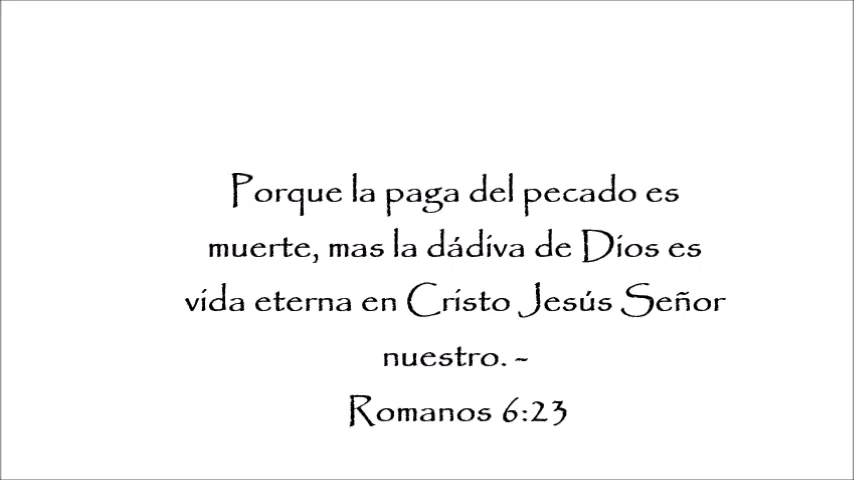 Porque la paga del pecado es
muerte, mas la dádiva de Dios es
vida eterna en Cristo Jesús Señor
nuestro. -
Romanos 6:23